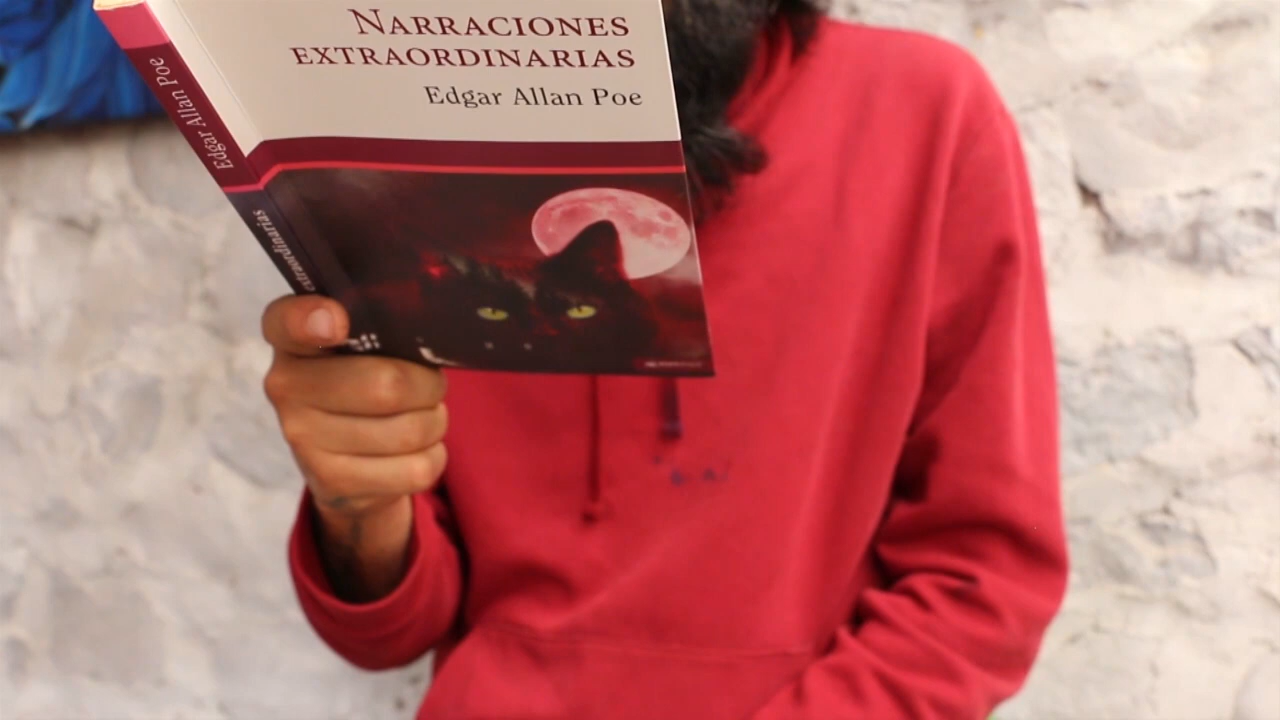 NARRACIONES
EXTRAORDINARIAS
Edgar Allan Poe
Edgar Allan Poe
extraordinarias